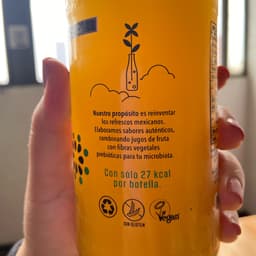 Nuestro propósito es reinventar
los refrescos mexicanos.
Elaboramos sabores auténticos,
combinando jugos de fruta
con fibras vegetales
prebióticas para tu microbiota.
Con sólo 27 kcal
por botella.
SIN GLUTEN
Vegan